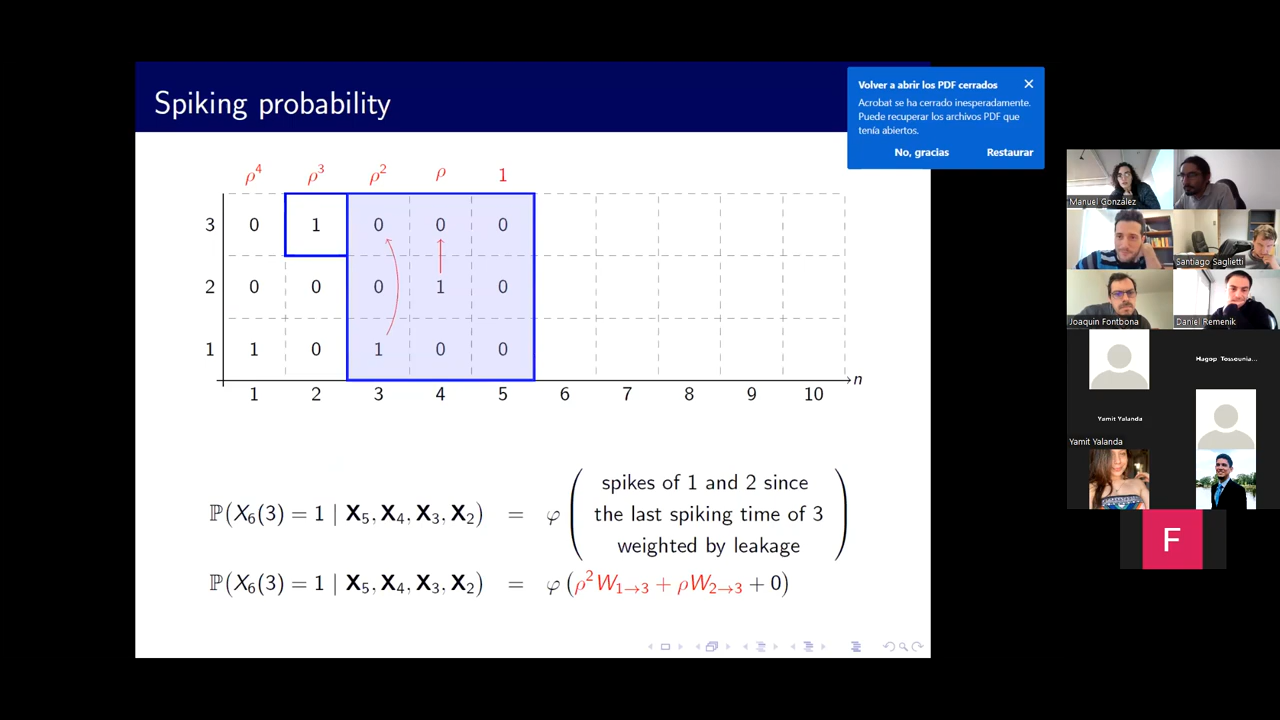 Spiking probability
ρ⁴ ρ³ ρ² ρ 1
3 0 1 0 0 0
2 0 0 0 1 0
1 1 0 1 0 0
1 2 3 4 5 6 7 8 9 10 n
spikes of 1 and 2 since
ℙ(X₆(3) = 1 | X₅, X₄, X₃, X₂) = φ ( the last spiking time of 3 )
weighted by leakage
ℙ(X₆(3) = 1 | X₅, X₄, X₃, X₂) = φ (ρ²W₁→₃ + ρW₂→₃ + 0)
Volver a abrir los PDF cerrados
Acrobat se ha cerrado inesperadamente.
Puede recuperar los archivos PDF que
tenía abiertos.
No, gracias Restaurar
Manuel González
Santiago Saglietti
Joaquin Fontbona
Daniel Remenik
Hagop Tossounia...
Yamit Yalanda
Yamit Yalanda
F